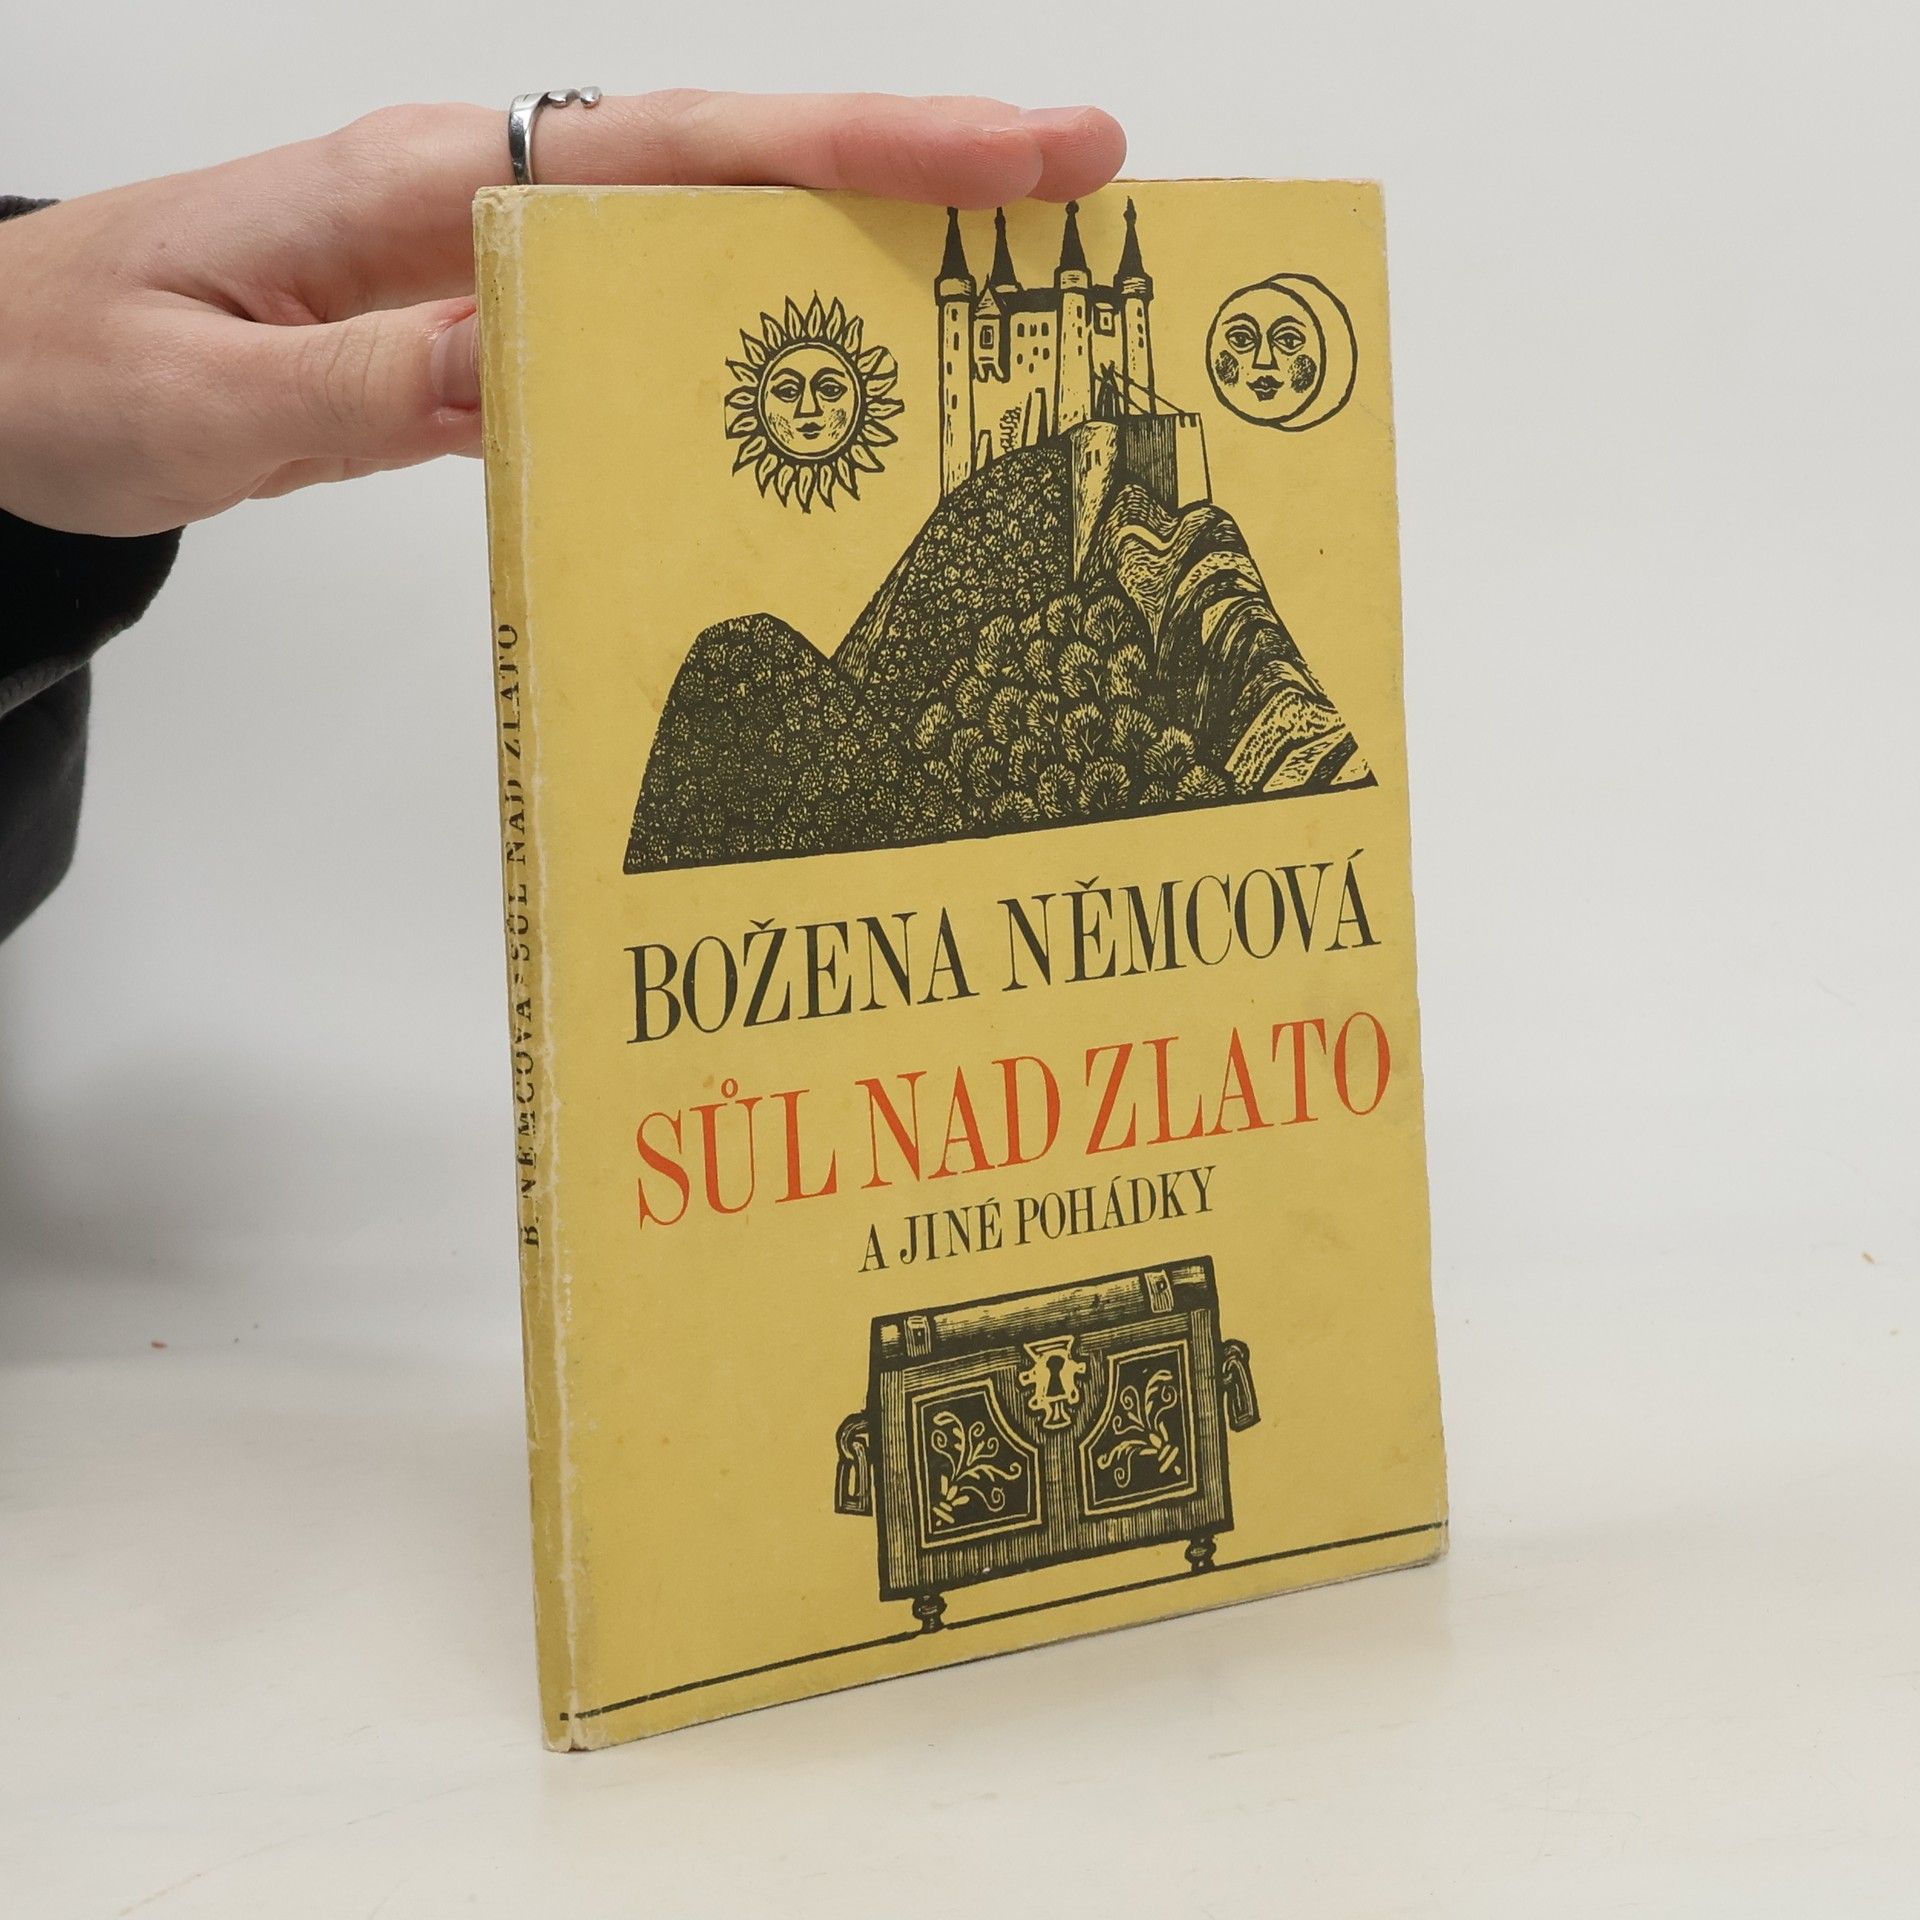 BOŽENA NĚMCOVÁ
SŮL NAD ZLATO
A JINÉ POHÁDKY
B. NĚMCOVÁ · SŮL NAD ZLATO